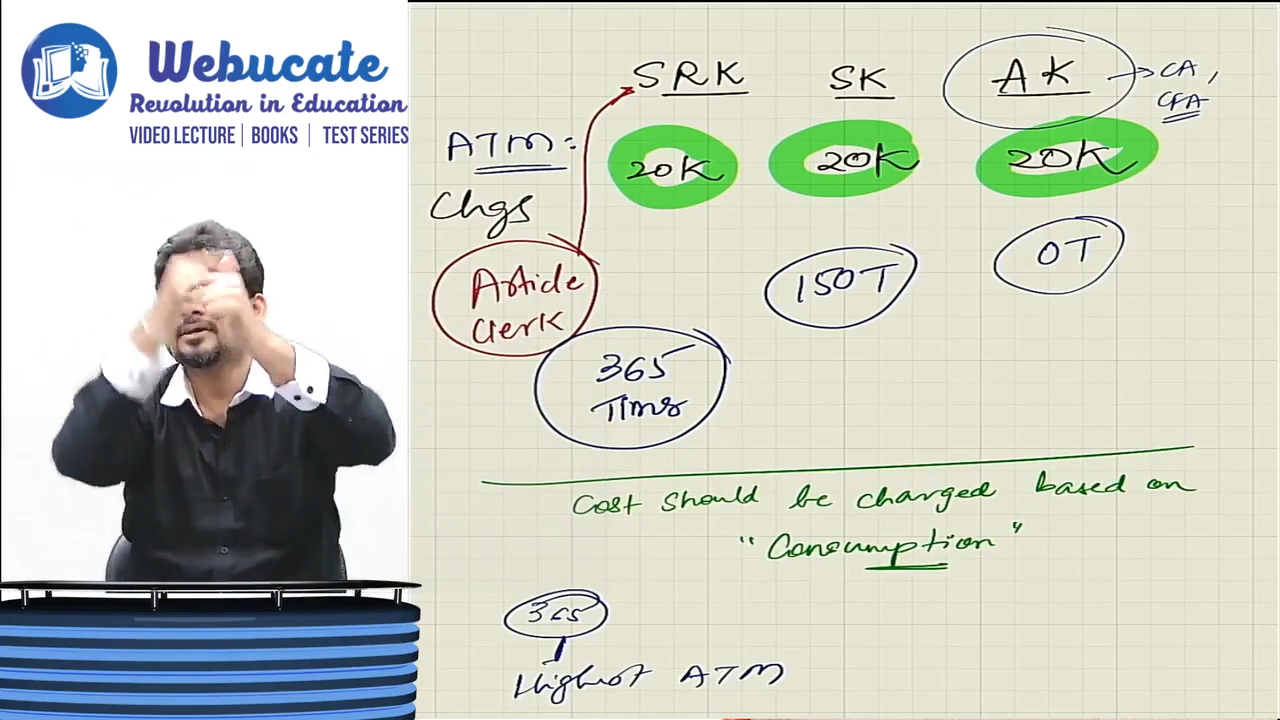 Webucate
Revolution in Education
VIDEO LECTURE | BOOKS | TEST SERIES
SRK SK AK → CA,
CFA
ATM: 20K 20K 20K
Chgs
Article
Clerk
150T
0T
365
Times
Cost should be charged based on
"Consumption"
365
Highest ATM